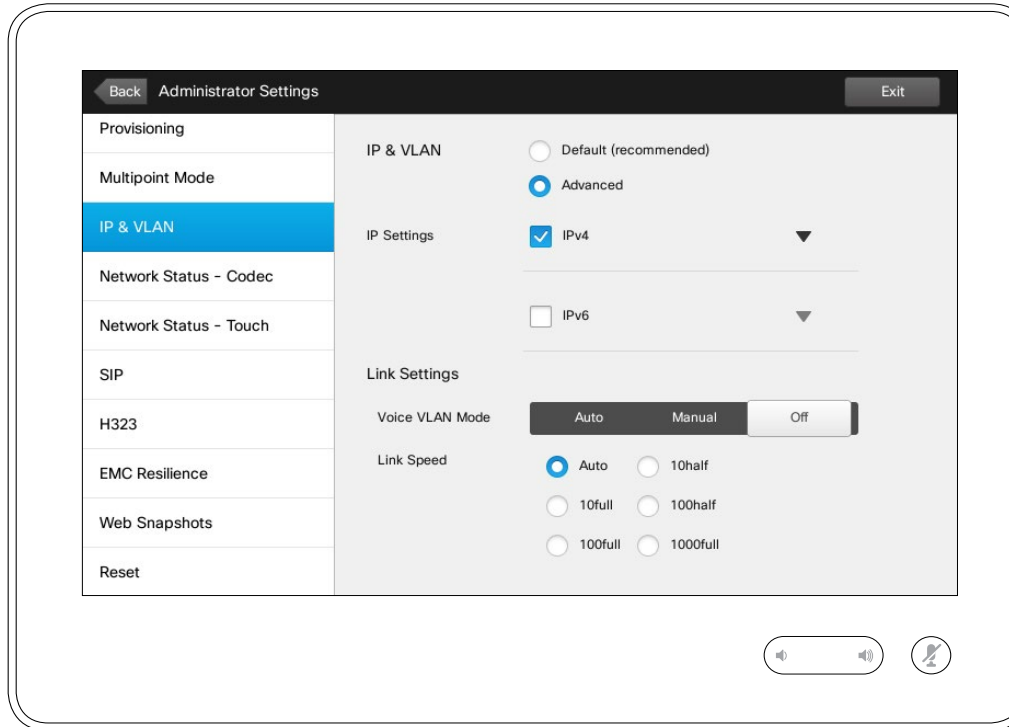 Back Administrator Settings Exit
Provisioning
Multipoint Mode
IP & VLAN
Network Status - Codec
Network Status - Touch
SIP
H323
EMC Resilience
Web Snapshots
Reset
IP & VLAN Default (recommended)
Advanced
IP Settings IPv4
IPv6
Link Settings
Voice VLAN Mode Auto Manual Off
Link Speed Auto 10half
10full 100half
100full 1000full